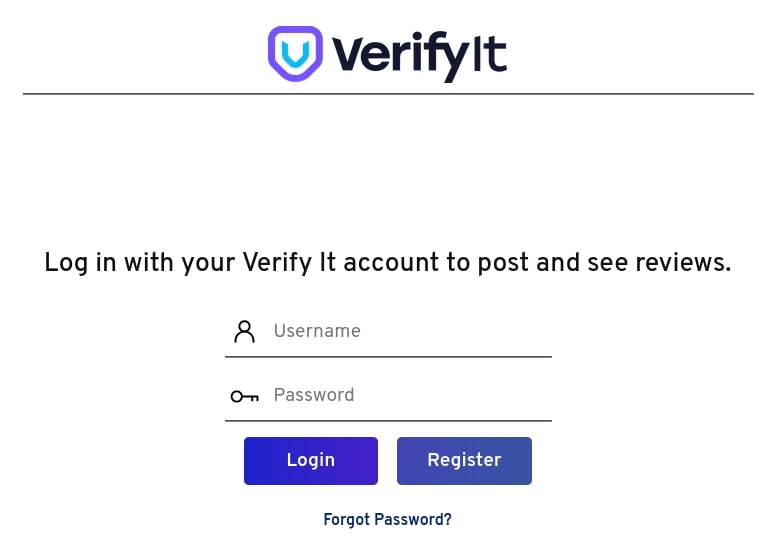 VerifyIt
Log in with your Verify It account to post and see reviews.
Username
Password
Login Register
Forgot Password?